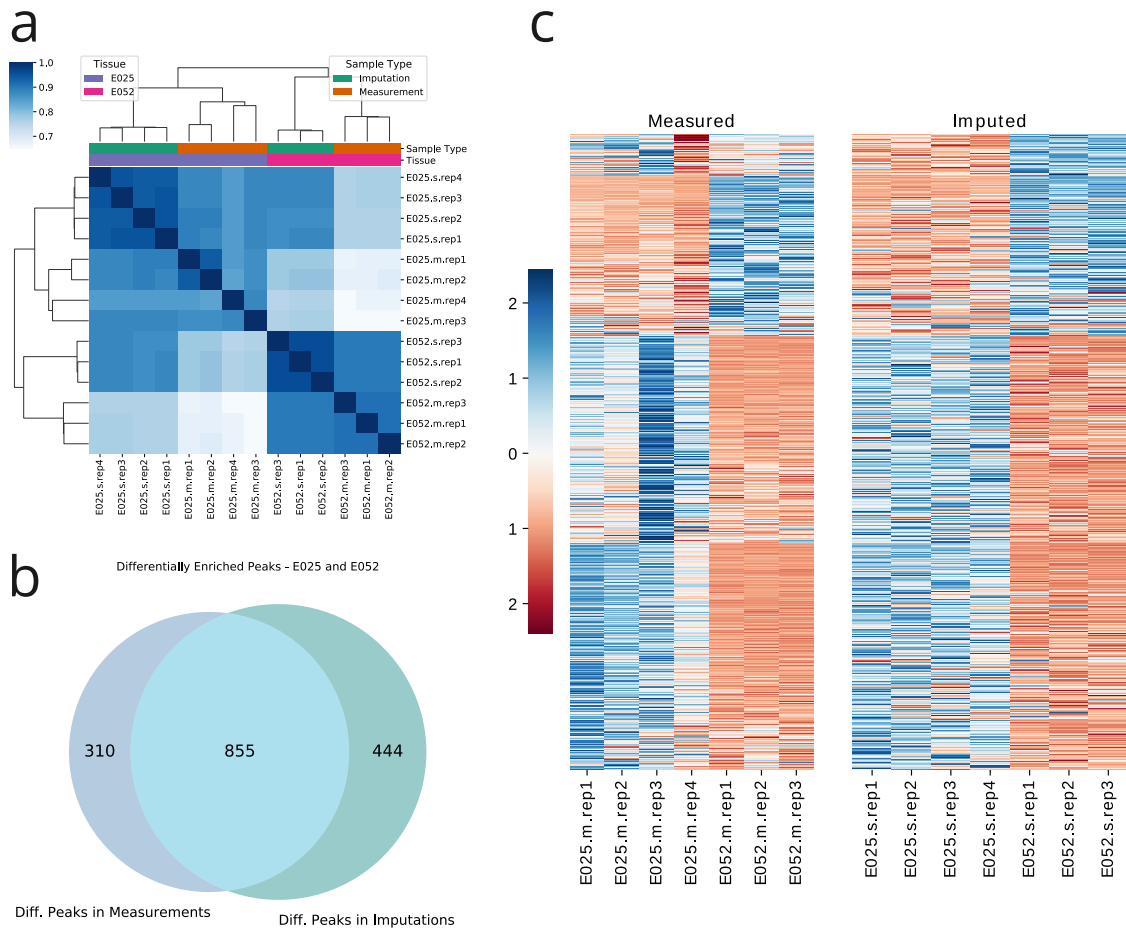 a
Tissue
E025
E052
Sample Type
Imputation
Measurement
1.0
0.9
0.8
0.7
Sample Type
Tissue
E025.s.rep4
E025.s.rep3
E025.s.rep2
E025.s.rep1
E025.m.rep1
E025.m.rep2
E025.m.rep4
E025.m.rep3
E052.s.rep3
E052.s.rep1
E052.s.rep2
E052.m.rep3
E052.m.rep1
E052.m.rep2
E025.s.rep4
E025.s.rep3
E025.s.rep2
E025.s.rep1
E025.m.rep1
E025.m.rep2
E025.m.rep4
E025.m.rep3
E052.s.rep3
E052.s.rep1
E052.s.rep2
E052.m.rep3
E052.m.rep1
E052.m.rep2
b
Differentially Enriched Peaks – E025 and E052
310
855
444
Diff. Peaks in Measurements
Diff. Peaks in Imputations
c
Measured
Imputed
2
1
0
1
2
E025.m.rep1
E025.m.rep2
E025.m.rep3
E025.m.rep4
E052.m.rep1
E052.m.rep2
E052.m.rep3
E025.s.rep1
E025.s.rep2
E025.s.rep3
E025.s.rep4
E052.s.rep1
E052.s.rep2
E052.s.rep3